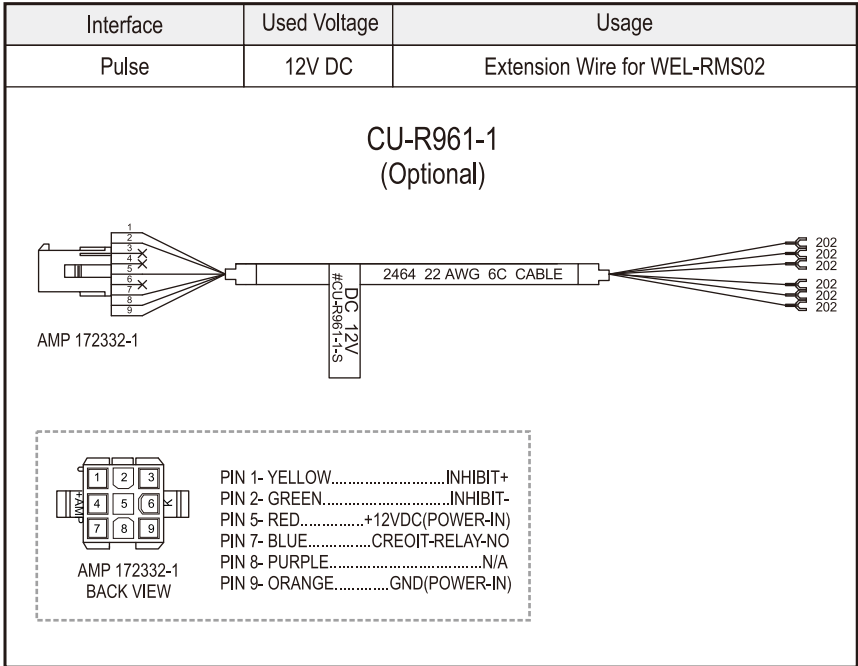 Interface Used Voltage Usage
Pulse 12V DC Extension Wire for WEL-RMS02
CU-R961-1
(Optional)
1
2
3
4
5
6
7
8
9
AMP 172332-1
DC 12V
#CU-R961-1-S
2464 22 AWG 6C CABLE
202
202
202
202
202
202
1 2 3
4 5 6
7 8 9
+AMP
K
AMP 172332-1
BACK VIEW
PIN 1- YELLOW........................INHIBIT+
PIN 2- GREEN.........................INHIBIT-
PIN 5- RED.............+12VDC(POWER-IN)
PIN 7- BLUE............CREOIT-RELAY-NO
PIN 8- PURPLE................................N/A
PIN 9- ORANGE...........GND(POWER-IN)